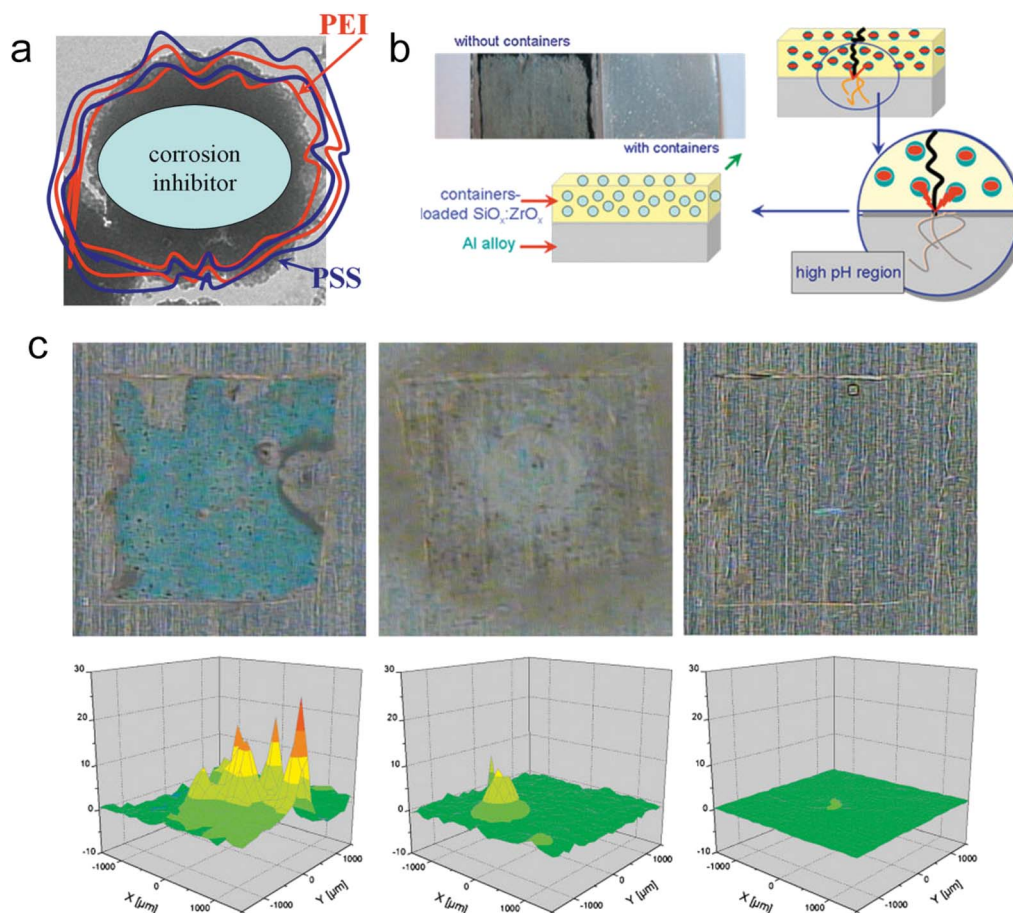 a
PEI
corrosion
inhibitor
PSS
b
without containers
with containers
containers-
loaded SiOₓ:ZrOₓ
Al alloy
high pH region
c
30
20
10
0
-10
-1000
0
1000
X [µm]
-1000
0
1000
Y [µm]
30
20
10
0
-10
-1000
0
1000
X [µm]
-1000
0
1000
Y [µm]
30
20
10
0
-10
-1000
0
1000
X [µm]
-1000
0
1000
Y [µm]